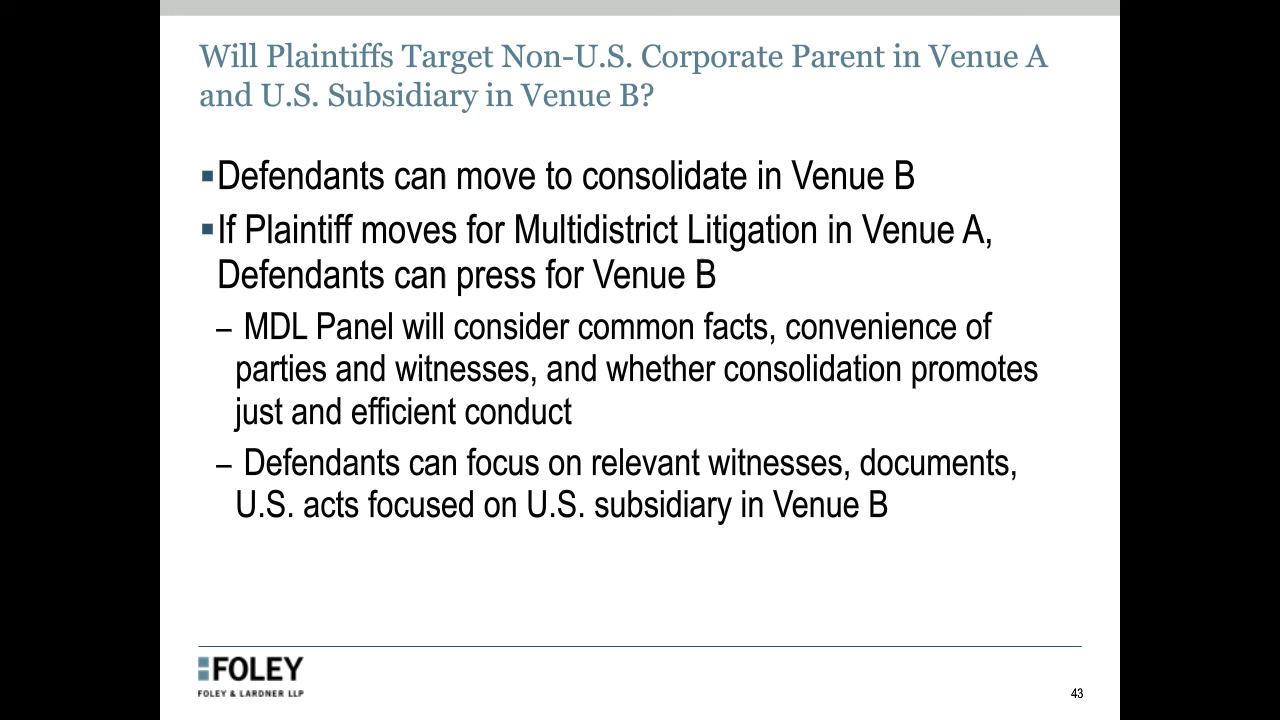 Will Plaintiffs Target Non-U.S. Corporate Parent in Venue A
and U.S. Subsidiary in Venue B?
▪Defendants can move to consolidate in Venue B
▪If Plaintiff moves for Multidistrict Litigation in Venue A,
Defendants can press for Venue B
– MDL Panel will consider common facts, convenience of
parties and witnesses, and whether consolidation promotes
just and efficient conduct
– Defendants can focus on relevant witnesses, documents,
U.S. acts focused on U.S. subsidiary in Venue B
FOLEY
FOLEY & LARDNER LLP
43